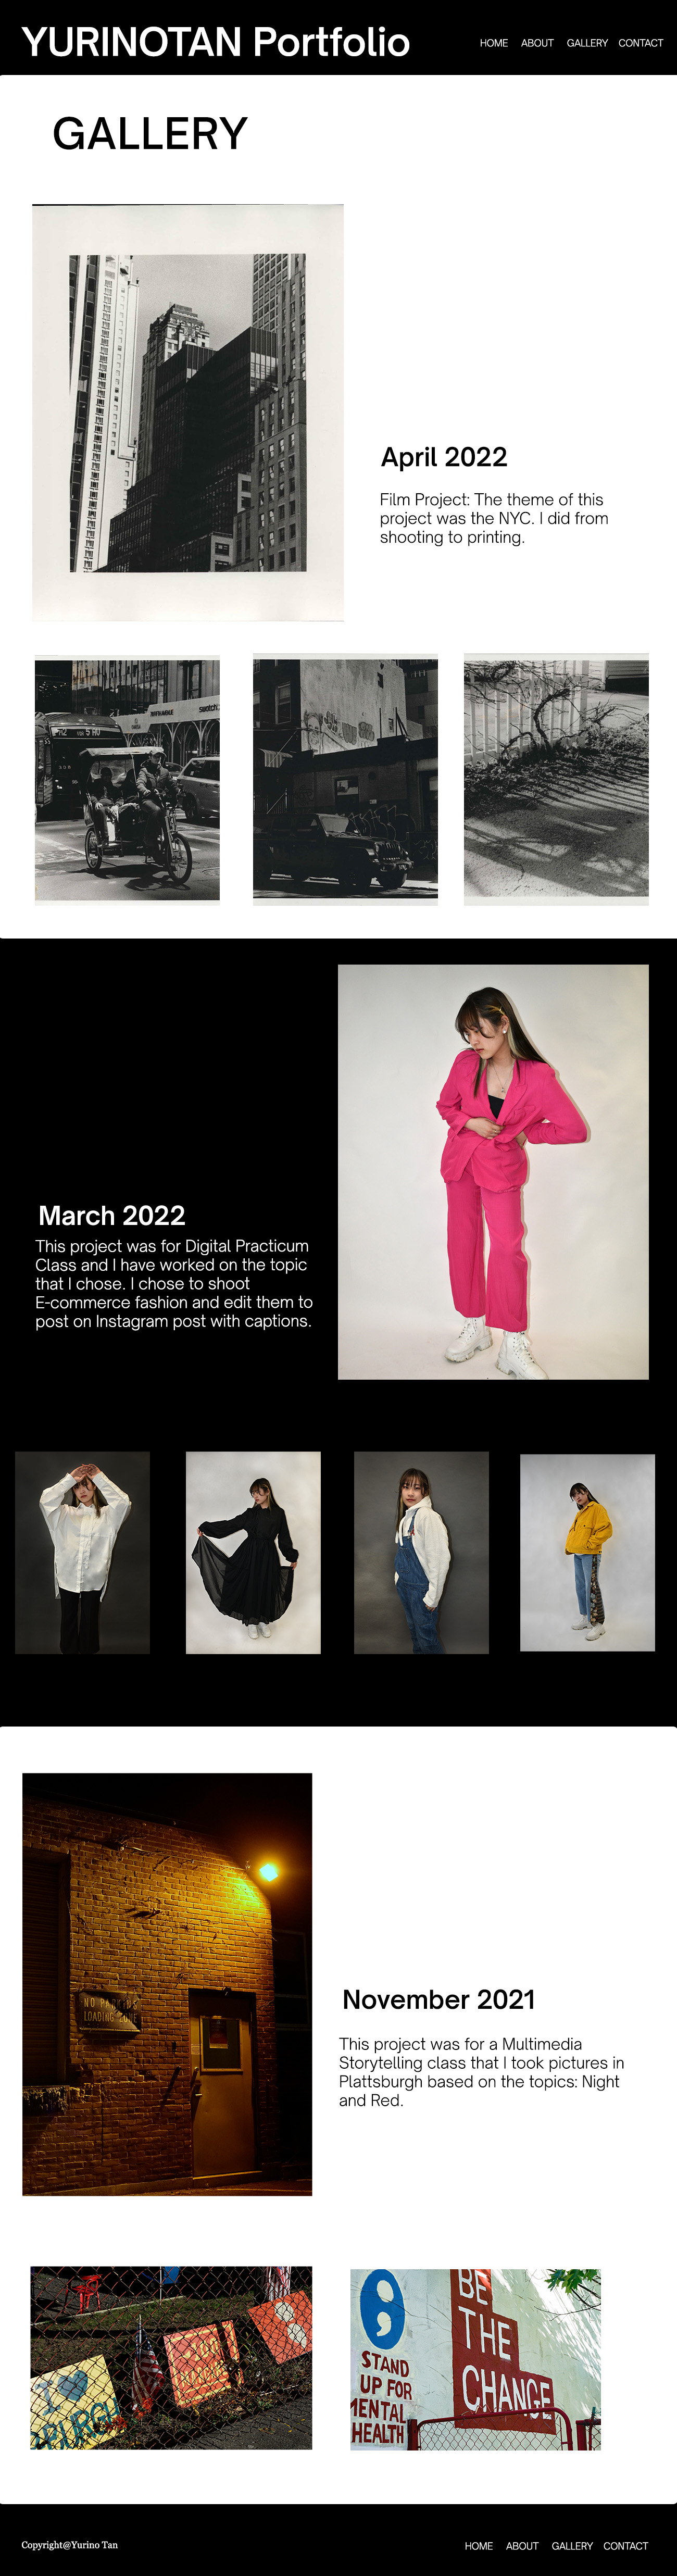 YURINOTAN Portfolio
HOME ABOUT GALLERY CONTACT
GALLERY
April 2022
Film Project: The theme of this
project was the NYC. I did from
shooting to printing.
swatch
March 2022
This project was for Digital Practicum
Class and I have worked on the topic
that I chose. I chose to shoot
E-commerce fashion and edit them to
post on Instagram post with captions.
NO PARKING
LOADING ZONE
November 2021
This project was for a Multimedia
Storytelling class that I took pictures in
Plattsburgh based on the topics: Night
and Red.
I
BURGH
BE
THE
CHANGE
STAND
UP FOR
MENTAL
HEALTH
Copyright@Yurino Tan
HOME ABOUT GALLERY CONTACT